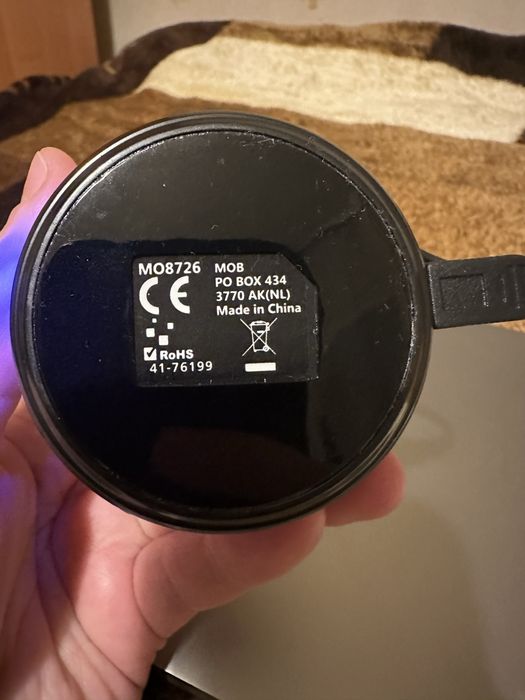 MO8726
CE
RoHS
41-76199
MOB
PO BOX 434
3770 AK(NL)
Made in China